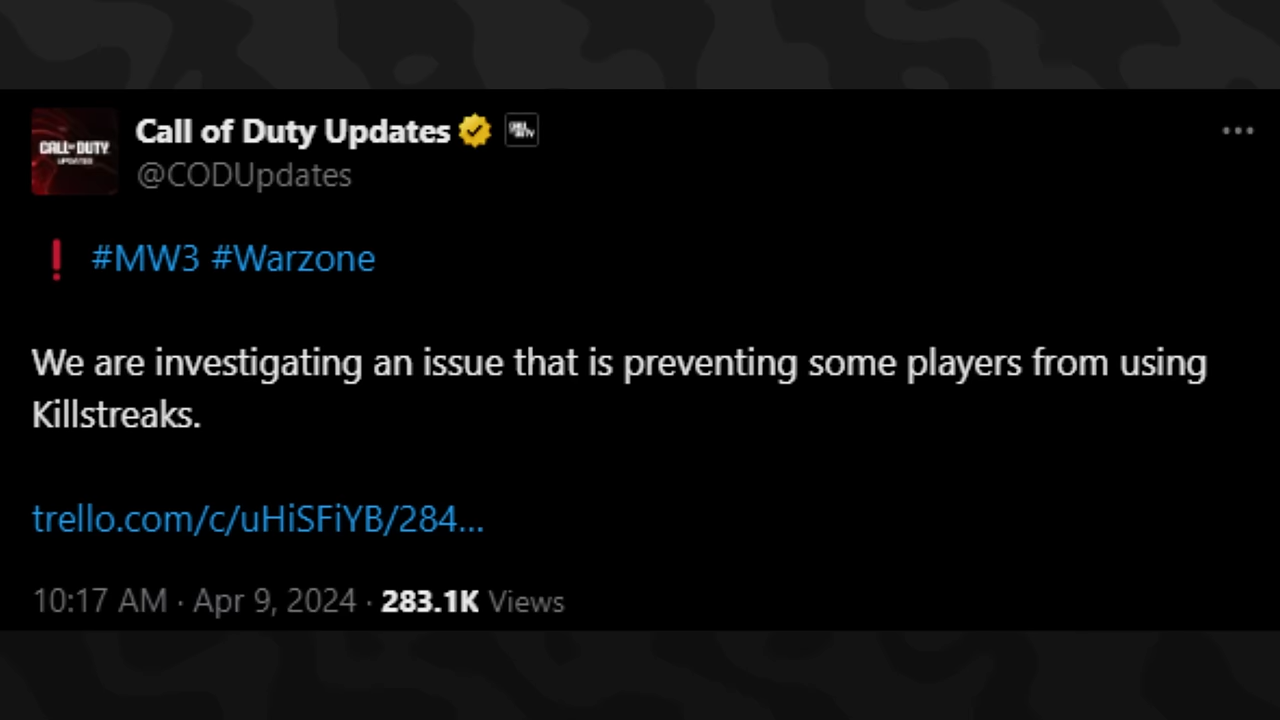 Call of Duty Updates
CALL OF DUTY
UPDATES
@CODUpdates
❗ #MW3 #Warzone
We are investigating an issue that is preventing some players from using
Killstreaks.
trello.com/c/uHiSFiYB/284...
10:17 AM · Apr 9, 2024 · 283.1K Views